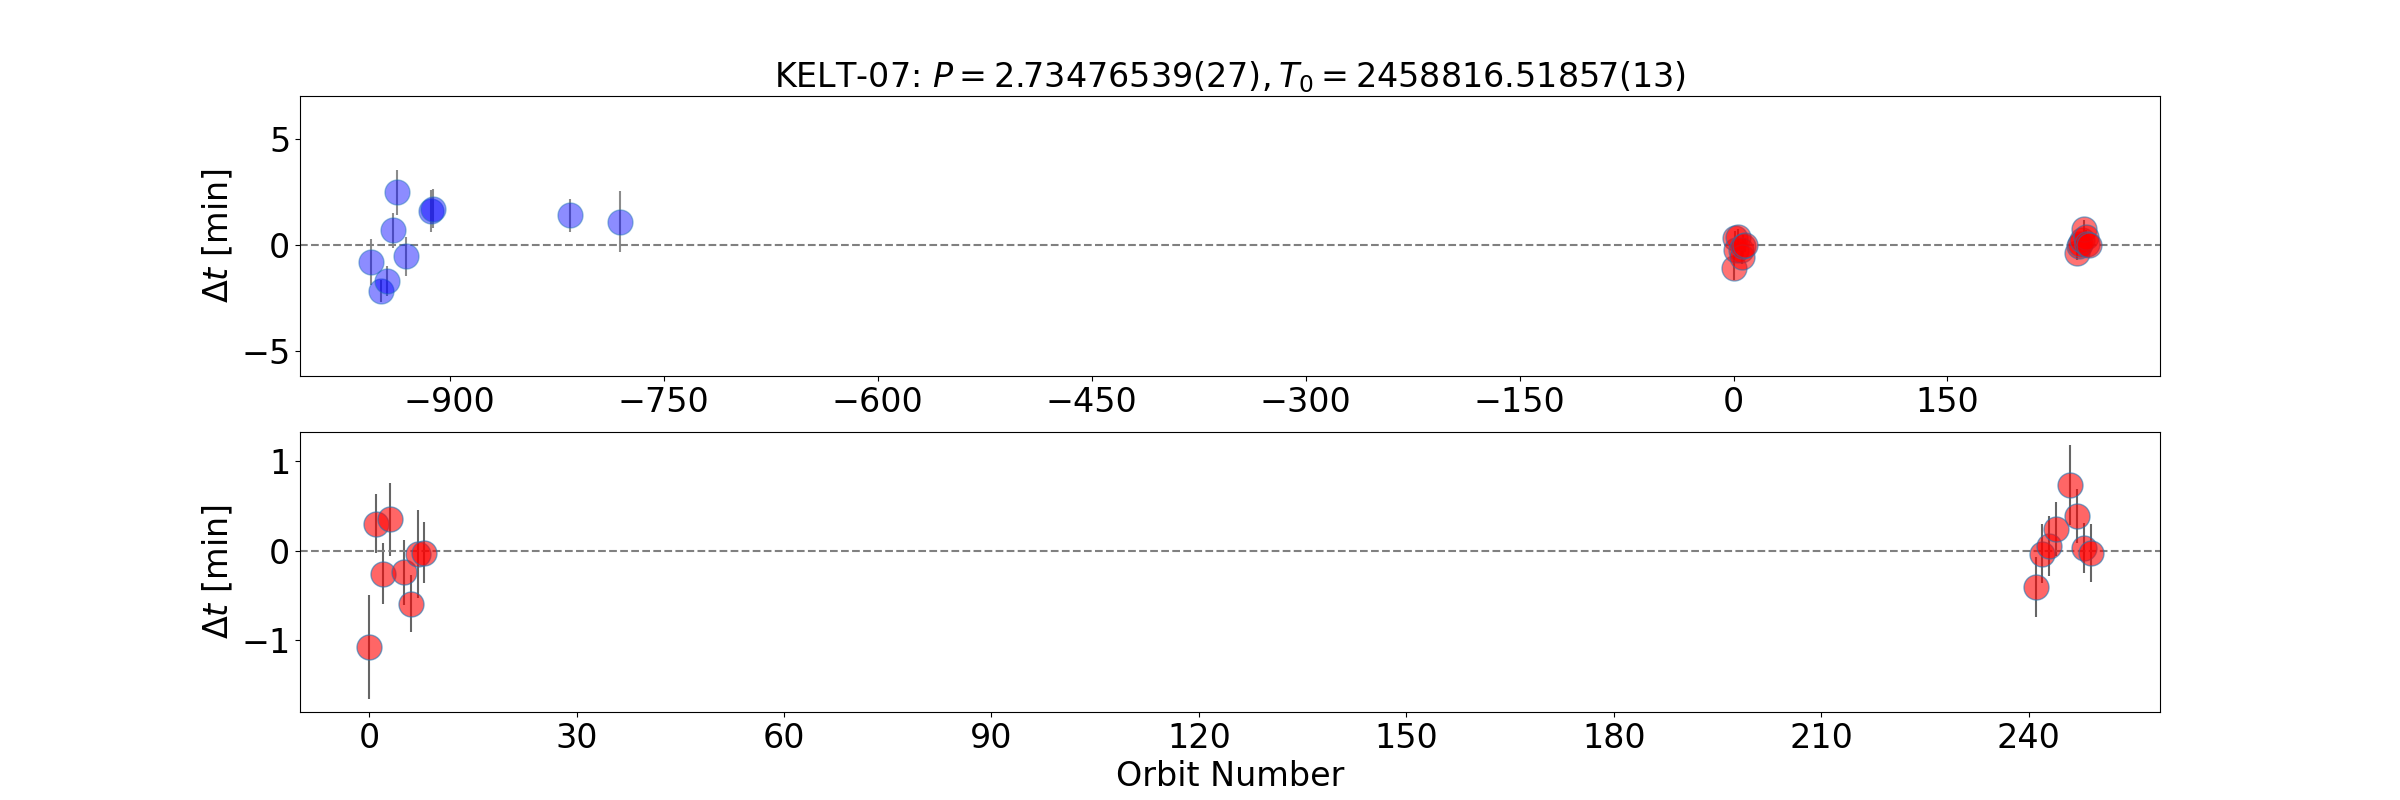 KELT-07: P = 2.73476539(27), T₀ = 2458816.51857(13)
Δt [min]
5
0
−5
−900 −750 −600 −450 −300 −150 0 150
Δt [min]
1
0
−1
0 30 60 90 120 150 180 210 240
Orbit Number